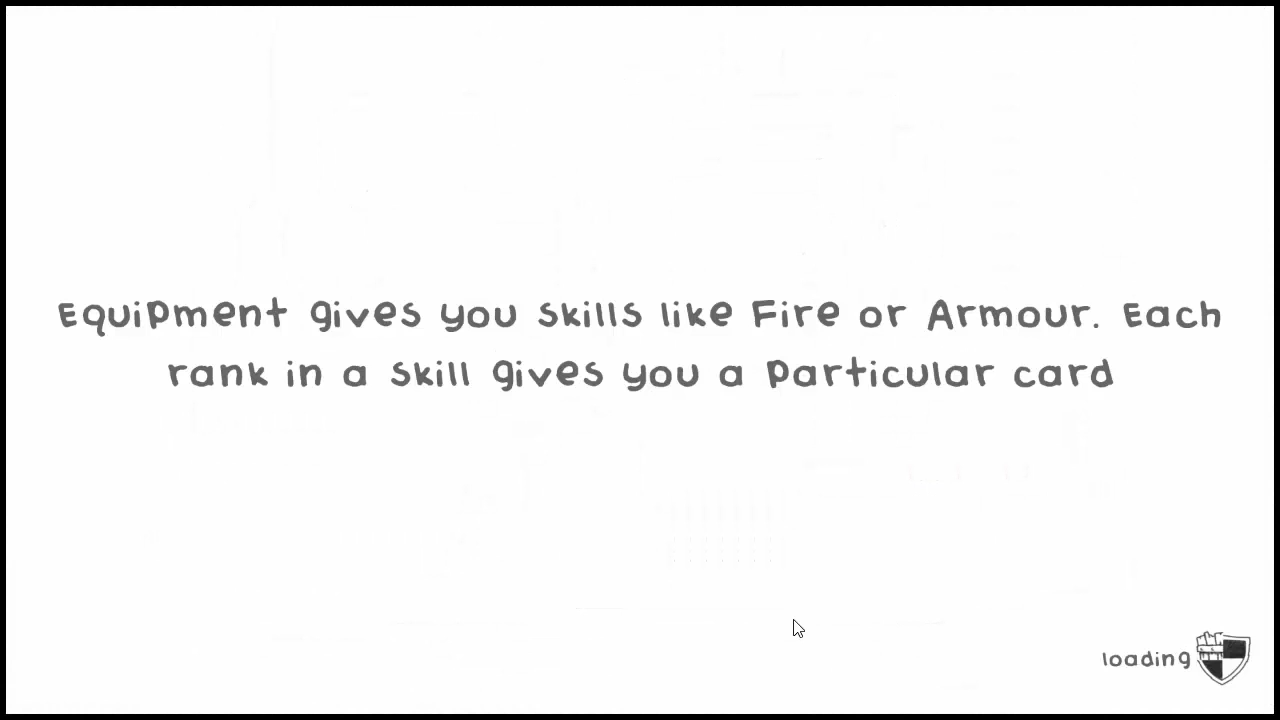 Equipment gives you skills like Fire or Armour. Each
rank in a skill gives you a particular card
loading